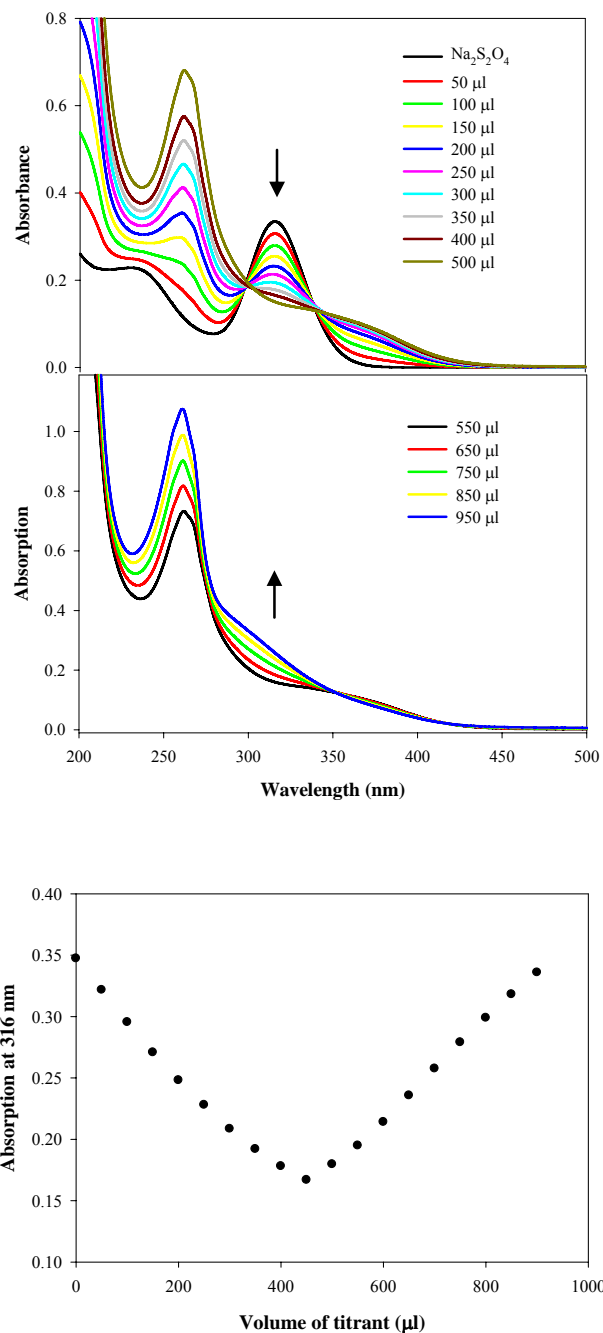 0.8
0.6
0.4
0.2
0.0
Absorbance
Na₂S₂O₄
50 µl
100 µl
150 µl
200 µl
250 µl
300 µl
350 µl
400 µl
500 µl
1.0
0.8
0.6
0.4
0.2
0.0
Absorption
550 µl
650 µl
750 µl
850 µl
950 µl
200 250 300 350 400 450 500
Wavelength (nm)
0.40
0.35
0.30
0.25
0.20
0.15
0.10
Absorption at 316 nm
0 200 400 600 800 1000
Volume of titrant (µl)